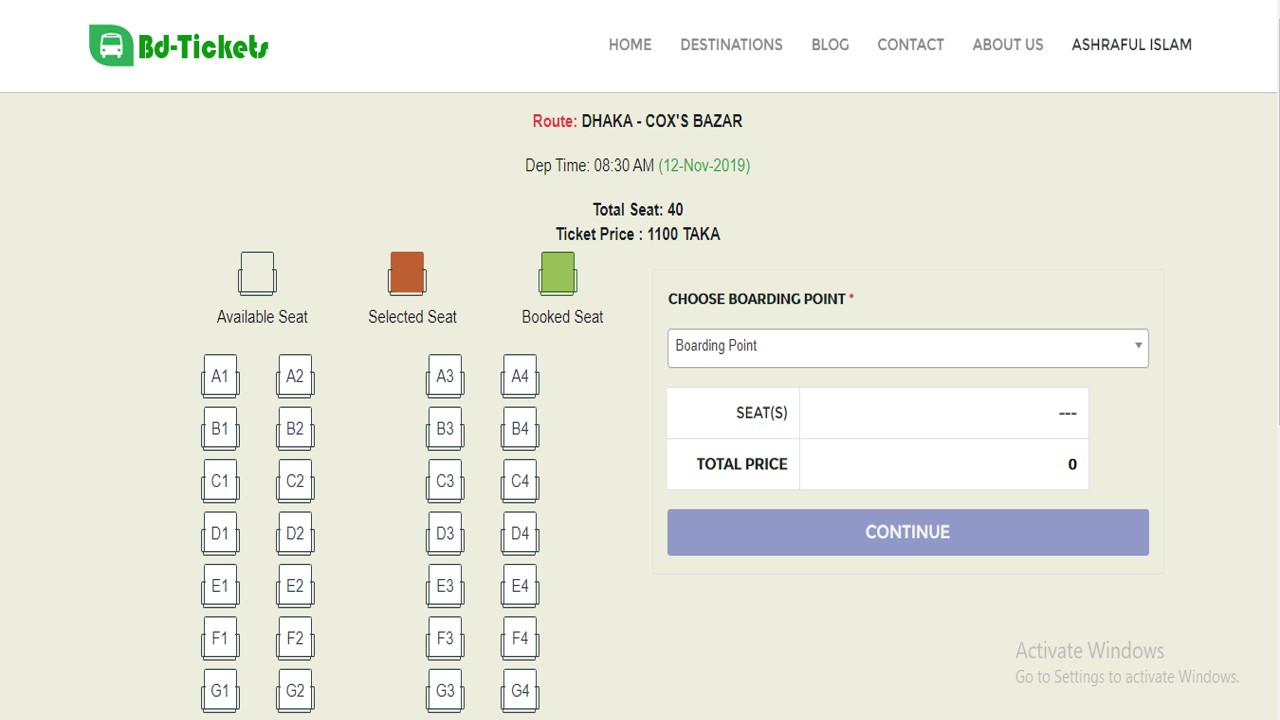 Bd-Tickets
HOME DESTINATIONS BLOG CONTACT ABOUT US ASHRAFUL ISLAM
Route: DHAKA - COX'S BAZAR
Dep Time: 08:30 AM (12-Nov-2019)
Total Seat: 40
Ticket Price : 1100 TAKA
Available Seat Selected Seat Booked Seat
A1 A2 A3 A4
B1 B2 B3 B4
C1 C2 C3 C4
D1 D2 D3 D4
E1 E2 E3 E4
F1 F2 F3 F4
G1 G2 G3 G4
CHOOSE BOARDING POINT *
Boarding Point
SEAT(S) ---
TOTAL PRICE 0
CONTINUE
Activate Windows
Go to Settings to activate Windows.